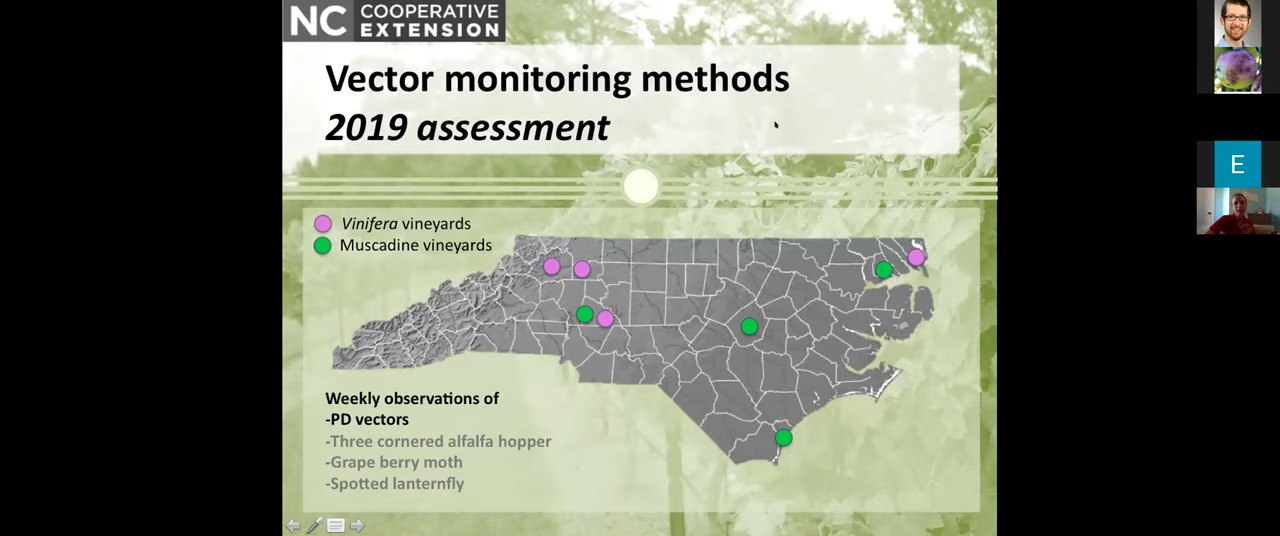 NC COOPERATIVE
EXTENSION
Vector monitoring methods
2019 assessment
Vinifera vineyards
Muscadine vineyards
Weekly observations of
-PD vectors
-Three cornered alfalfa hopper
-Grape berry moth
-Spotted lanternfly
E